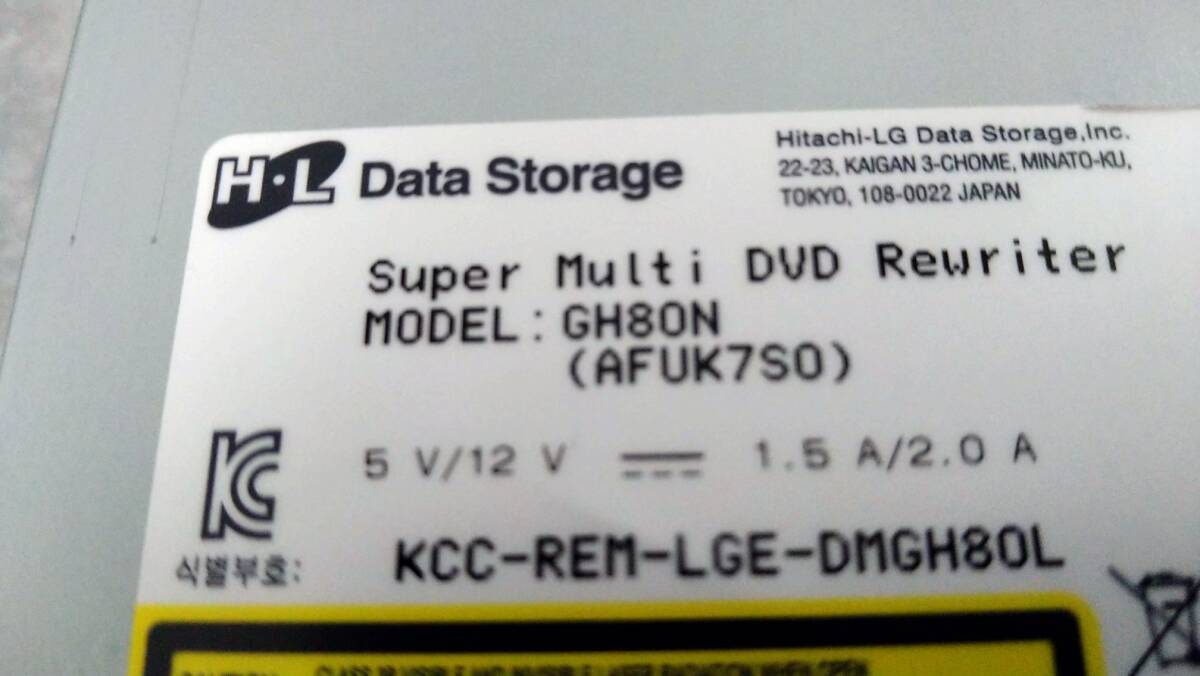 H·L Data Storage
Hitachi-LG Data Storage,Inc.
22-23, KAIGAN 3-CHOME, MINATO-KU,
TOKYO, 108-0022 JAPAN
Super Multi DVD Rewriter
MODEL : GH80N
(AFUK7S0)
5 V/12 V ⎓ 1.5 A/2.0 A
KC
식별부호:
KCC-REM-LGE-DMGH80L